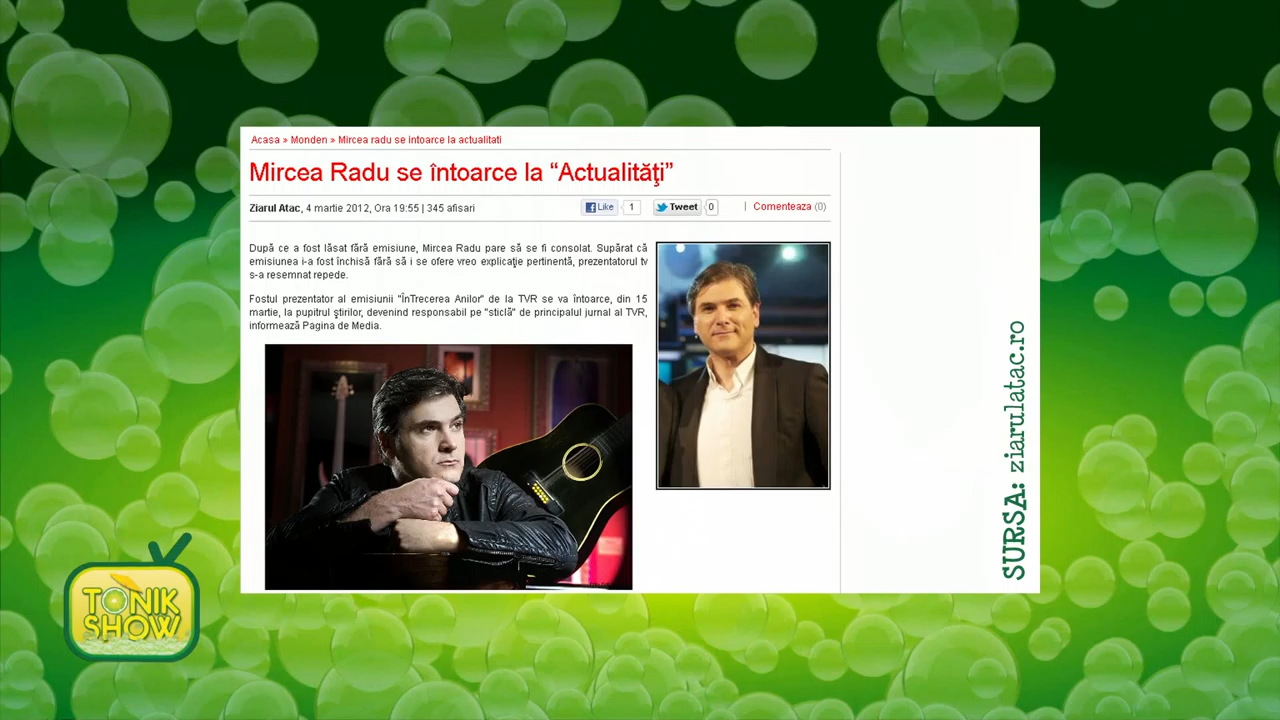 Acasa » Monden » Mircea radu se intoarce la actualitati
Mircea Radu se întoarce la “Actualităţi”
Ziarul Atac, 4 martie 2012, Ora 19:55 | 345 afisari
Like 1
Tweet 0
| Comenteaza (0)
După ce a fost lăsat fără emisiune, Mircea Radu pare să se fi consolat. Supărat că
emisiunea i-a fost închisă fără să i se ofere vreo explicaţie pertinentă, prezentatorul tv
s-a resemnat repede.
Fostul prezentator al emisiunii "ÎnTrecerea Anilor" de la TVR se va întoarce, din 15
martie, la pupitrul ştirilor, devenind responsabil pe "sticlă" de principalul jurnal al TVR,
informează Pagina de Media.
SURSA: ziarulatac.ro
TONIK
SHOW